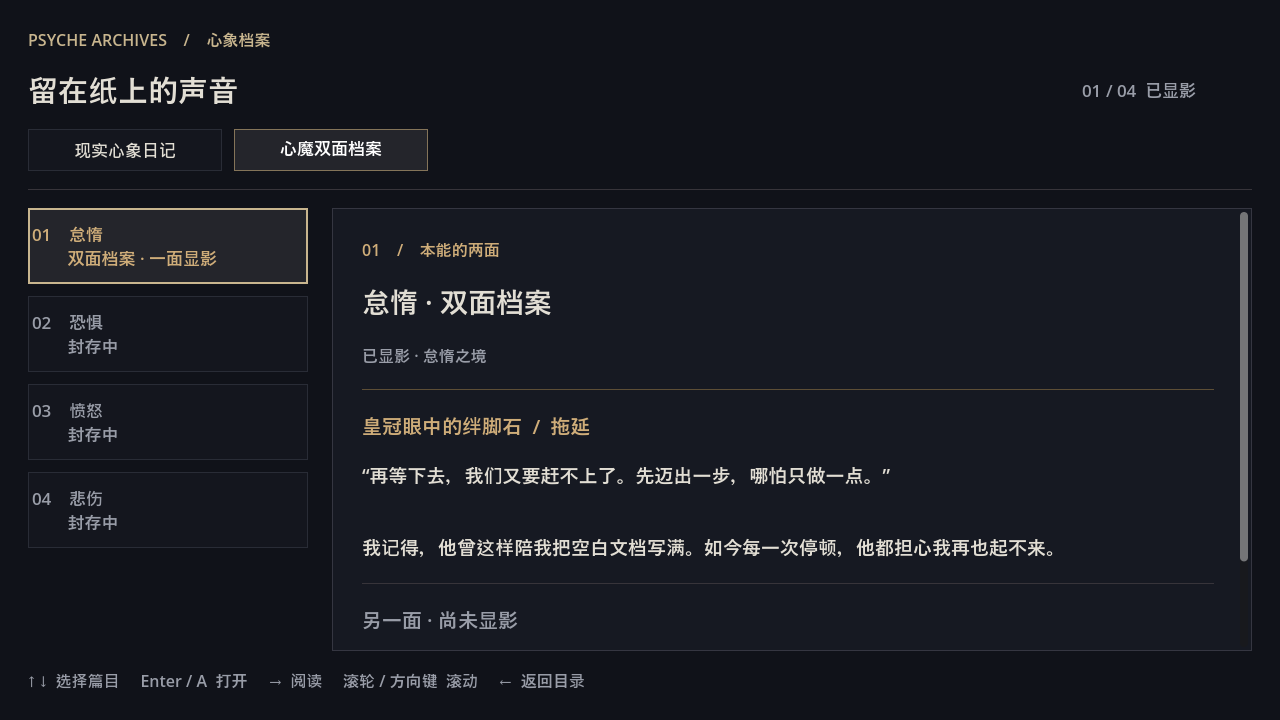 PSYCHE ARCHIVES / 心象档案
留在纸上的声音
01 / 04 已显影
现实心象日记
心魔双面档案
01 怠惰
双面档案 · 一面显影
02 恐惧
封存中
03 愤怒
封存中
04 悲伤
封存中
01 / 本能的两面
怠惰 · 双面档案
已显影 · 怠惰之境
皇冠眼中的绊脚石 / 拖延
“再等下去，我们又要赶不上了。先迈出一步，哪怕只做一点。”
我记得，他曾这样陪我把空白文档写满。如今每一次停顿，他都担心我再也起不来。
另一面 · 尚未显影
↑↓ 选择篇目 Enter / A 打开 → 阅读 滚轮 / 方向键 滚动 ← 返回目录